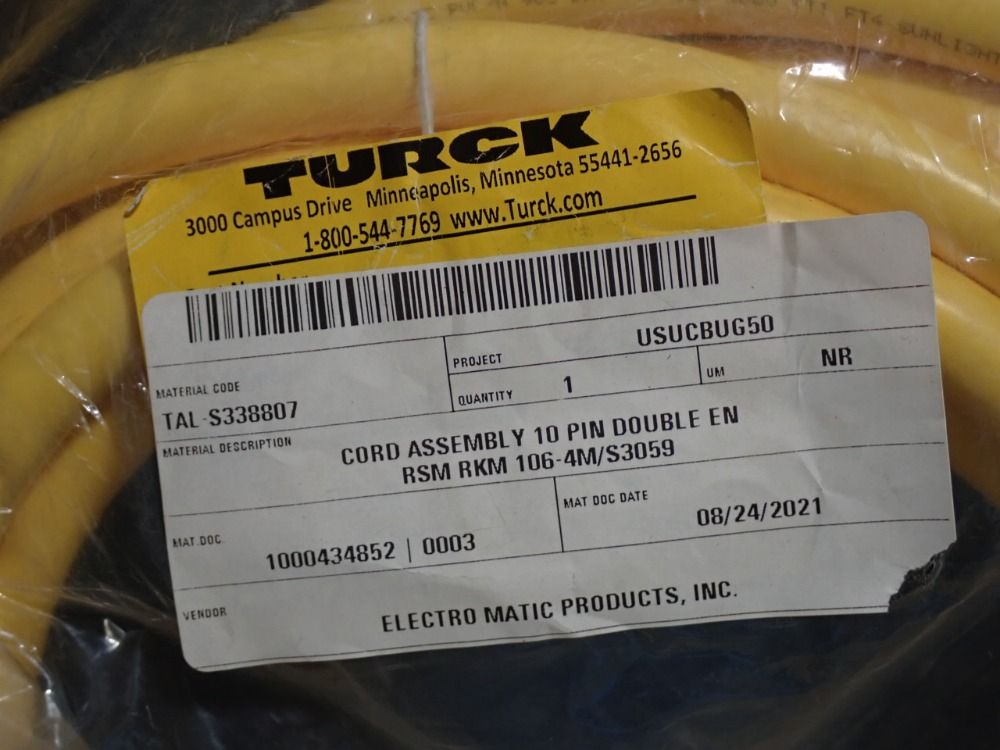 SUNLIGHT
TURCK
3000 Campus Drive Minneapolis, Minnesota 55441-2656
1-800-544-7769 www.Turck.com
MATERIAL CODE
TAL-S338807
PROJECT
USUCBUG50
QUANTITY 1
UM NR
MATERIAL DESCRIPTION
CORD ASSEMBLY 10 PIN DOUBLE EN
RSM RKM 106-4M/S3059
MAT.DOC.
1000434852 | 0003
MAT DOC DATE
08/24/2021
VENDOR
ELECTRO MATIC PRODUCTS, INC.